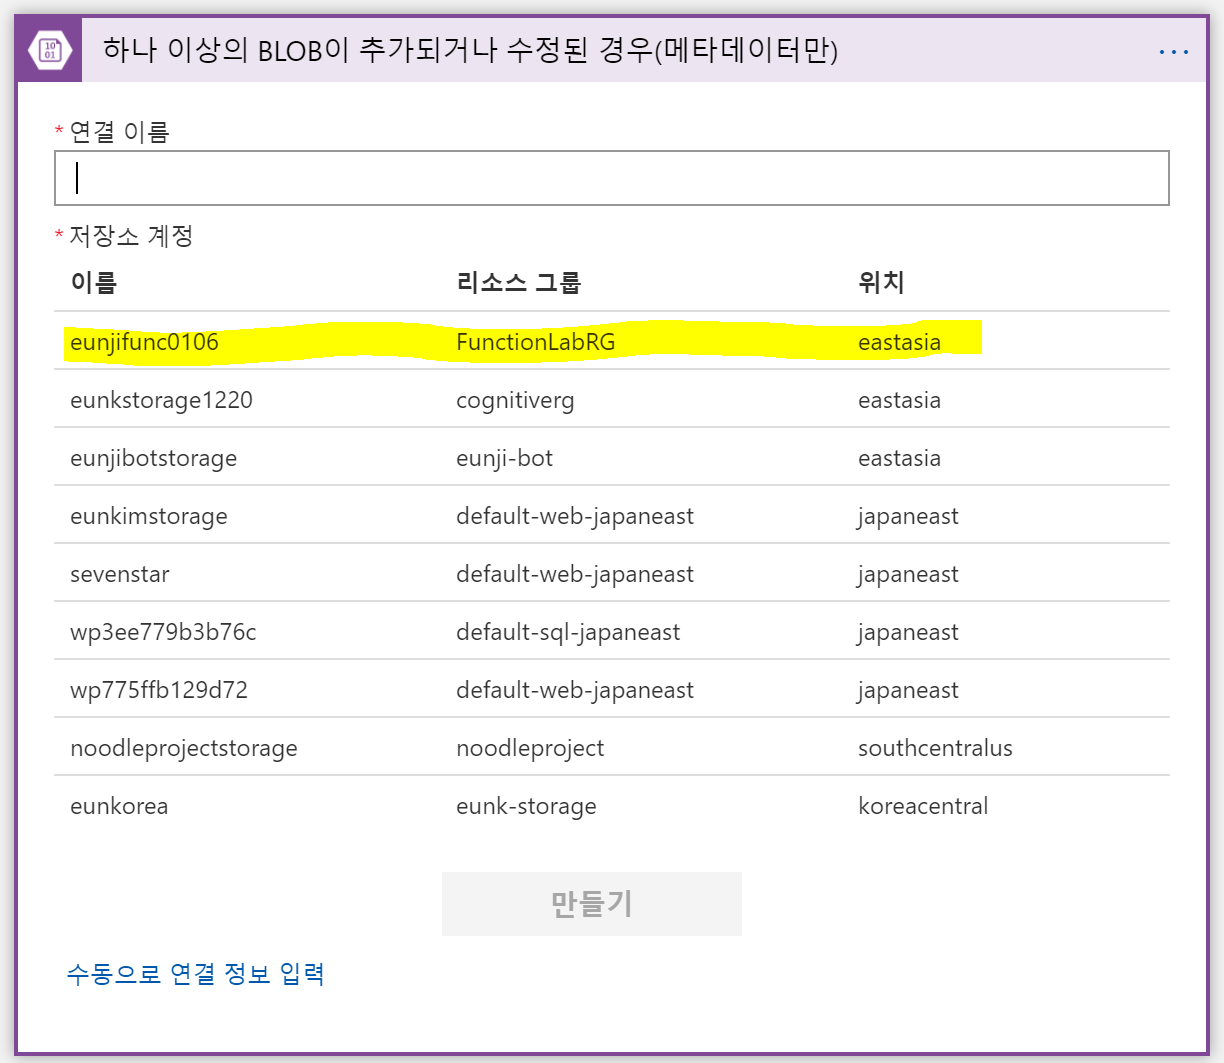 10
01
하나 이상의 BLOB이 추가되거나 수정된 경우(메타데이터만)
* 연결 이름
* 저장소 계정
이름 리소스 그룹 위치
eunjifunc0106 FunctionLabRG eastasia
eunkstorage1220 cognitiverg eastasia
eunjibotstorage eunji-bot eastasia
eunkimstorage default-web-japaneast japaneast
sevenstar default-web-japaneast japaneast
wp3ee779b3b76c default-sql-japaneast japaneast
wp775ffb129d72 default-web-japaneast japaneast
noodleprojectstorage noodleproject southcentralus
eunkorea eunk-storage koreacentral
만들기
수동으로 연결 정보 입력